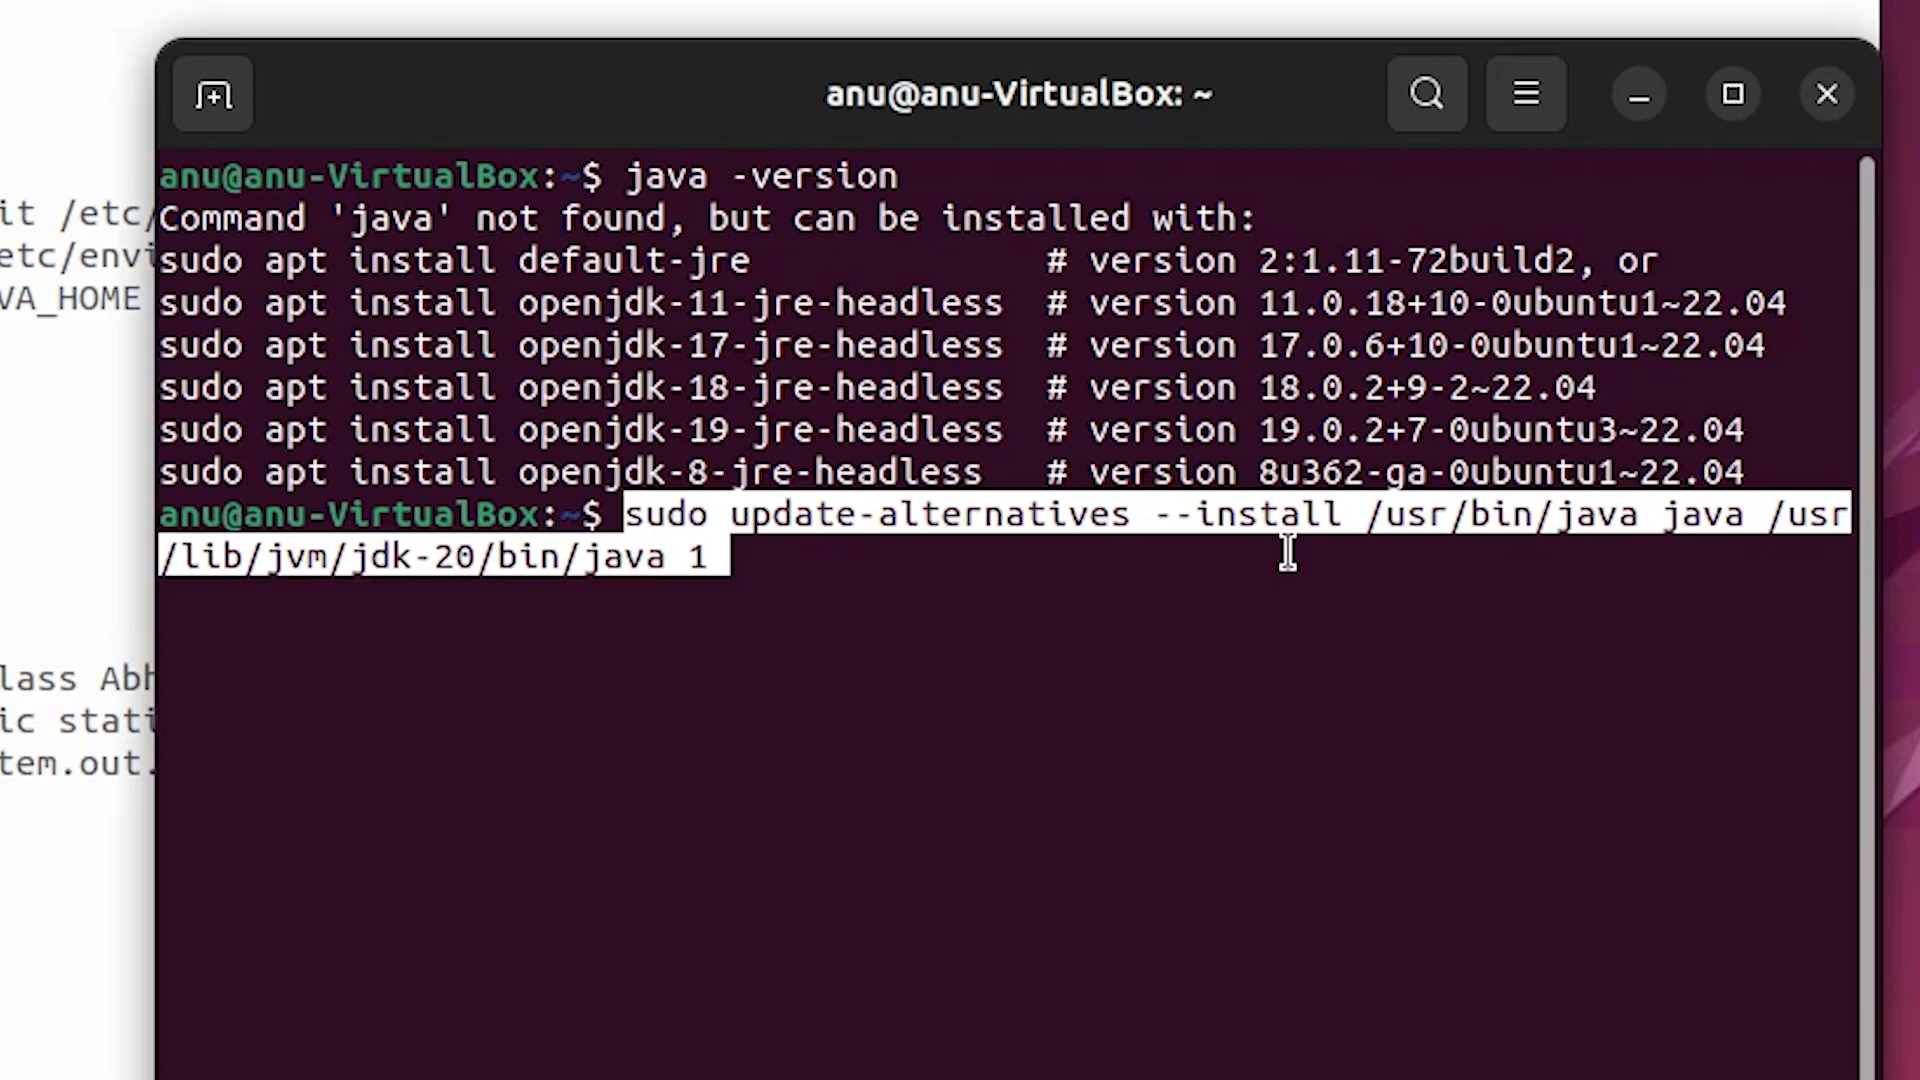 anu@anu-VirtualBox: ~
anu@anu-VirtualBox:~$ java -version
Command 'java' not found, but can be installed with:
sudo apt install default-jre # version 2:1.11-72build2, or
sudo apt install openjdk-11-jre-headless # version 11.0.18+10-0ubuntu1~22.04
sudo apt install openjdk-17-jre-headless # version 17.0.6+10-0ubuntu1~22.04
sudo apt install openjdk-18-jre-headless # version 18.0.2+9-2~22.04
sudo apt install openjdk-19-jre-headless # version 19.0.2+7-0ubuntu3~22.04
sudo apt install openjdk-8-jre-headless # version 8u362-ga-0ubuntu1~22.04
anu@anu-VirtualBox:~$ sudo update-alternatives --install /usr/bin/java java /usr
/lib/jvm/jdk-20/bin/java 1
it /etc/
etc/envi
VA_HOME
lass Abh
ic stati
tem.out.